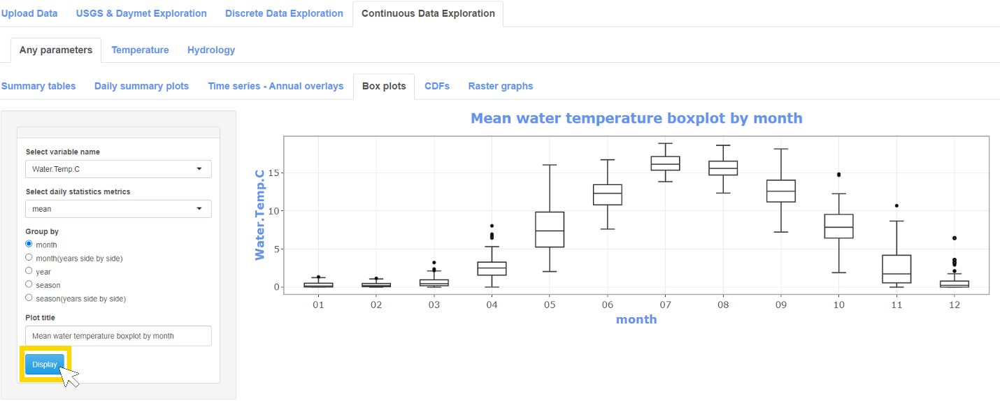 Upload Data USGS & Daymet Exploration Discrete Data Exploration Continuous Data Exploration
Any parameters Temperature Hydrology
Summary tables Daily summary plots Time series - Annual overlays Box plots CDFs Raster graphs
Select variable name
Water.Temp.C
Select daily statistics metrics
mean
Group by
month
month(years side by side)
year
season
season(years side by side)
Plot title
Mean water temperature boxplot by month
Display
Mean water temperature boxplot by month
Water.Temp.C
15
10
5
0
01 02 03 04 05 06 07 08 09 10 11 12
month